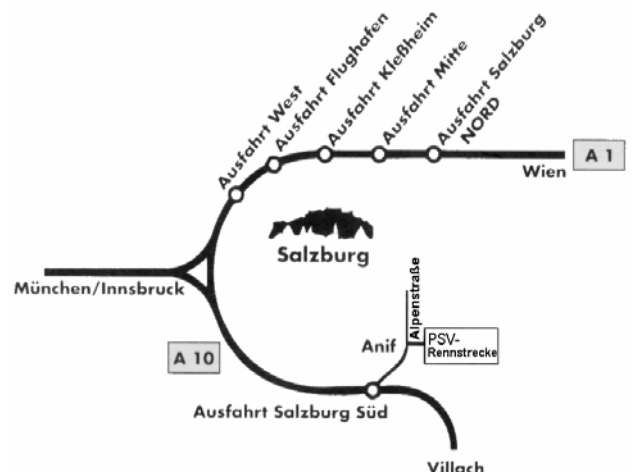 Ausfahrt West
Ausfahrt Flughafen
Ausfahrt Kleßheim
Ausfahrt Mitte
Ausfahrt Salzburg
NORD
A 1
Wien
Salzburg
München/Innsbruck
Alpenstraße
PSV-
Rennstrecke
Anif
A 10
Ausfahrt Salzburg Süd
Villach